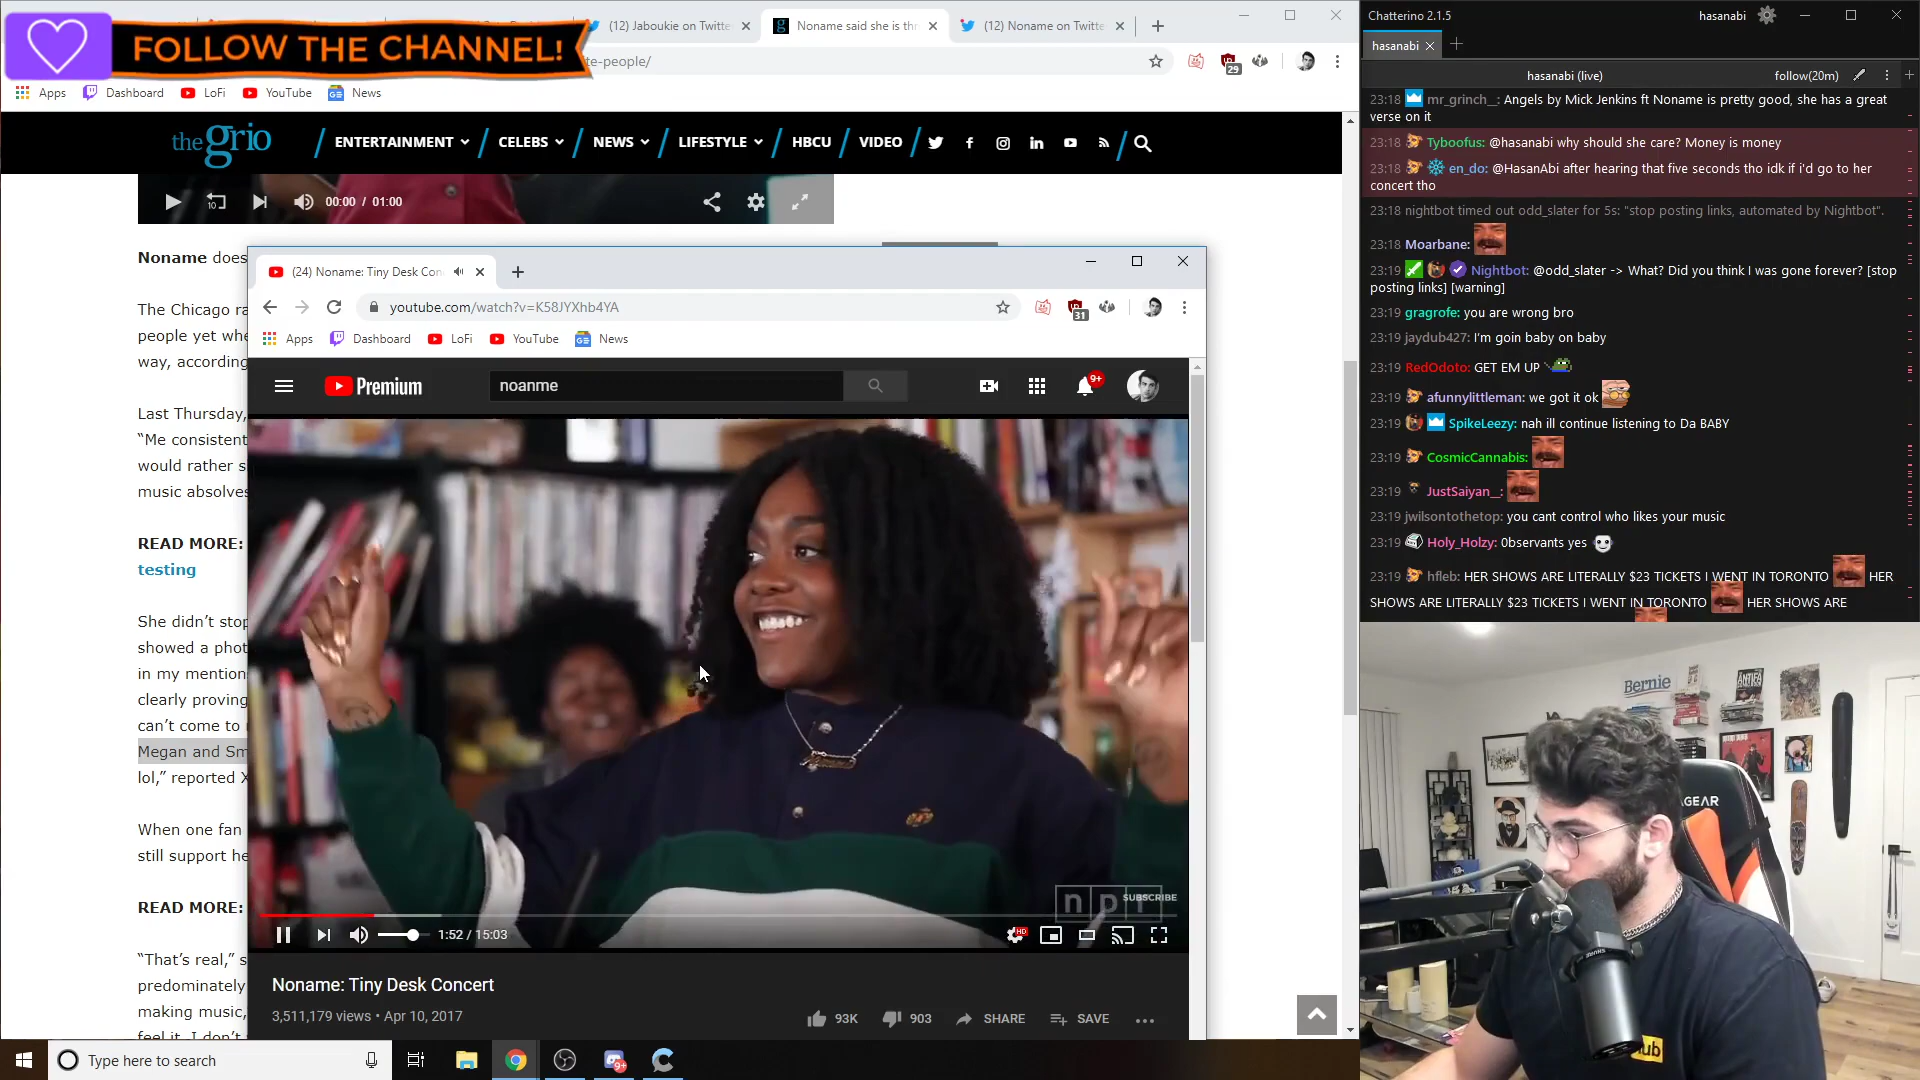 FOLLOW THE CHANNEL!
(12) Jaboukie on Twitte
Noname said she is thr
(12) Noname on Twitte
te-people/
29
Apps
Dashboard
LoFi
YouTube
News
thegrio
ENTERTAINMENT
CELEBS
NEWS
LIFESTYLE
HBCU
VIDEO
10
00:00 / 01:00
Noname does
The Chicago ra
people yet whe
way, according
Last Thursday,
“Me consistent
would rather s
music absolves
READ MORE:
testing
She didn’t stop
showed a phot
in my mention
clearly proving
can’t come to
Megan and Sm
lol,” reported X
When one fan
still support he
READ MORE:
“That’s real,” s
predominately
making music,
feel it. I don’t
(24) Noname: Tiny Desk Con
youtube.com/watch?v=K58JYXhb4YA
31
Apps
Dashboard
LoFi
YouTube
News
Premium
noanme
9+
npr
SUBSCRIBE
1:52 / 15:03
HD
Noname: Tiny Desk Concert
3,511,179 views • Apr 10, 2017
93K
903
SHARE
SAVE
Type here to search
Chatterino 2.1.5
hasanabi
hasanabi
hasanabi (live)
follow(20m)
23:18 mr_grinch_: Angels by Mick Jenkins ft Noname is pretty good, she has a great
verse on it
23:18 Tyboofus: @hasanabi why should she care? Money is money
23:18 en_do: @HasanAbi after hearing that five seconds tho idk if i'd go to her
concert tho
23:18 nightbot timed out odd_slater for 5s: "stop posting links, automated by Nightbot".
23:18 Moarbane:
23:19 Nightbot: @odd_slater -> What? Did you think I was gone forever? [stop
posting links] [warning]
23:19 gragrofe: you are wrong bro
23:19 jaydub427: I'm goin baby on baby
23:19 RedOdoto: GET EM UP
23:19 afunnylittleman: we got it ok
23:19 SpikeLeezy: nah ill continue listening to Da BABY
23:19 CosmicCannabis:
23:19 JustSaiyan__:
23:19 jwilsontothetop: you cant control who likes your music
23:19 Holy_Holzy: 0bservants yes
23:19 hfleb: HER SHOWS ARE LITERALLY $23 TICKETS I WENT IN TORONTO HER
SHOWS ARE LITERALLY $23 TICKETS I WENT IN TORONTO HER SHOWS ARE
Bernie
ANTIFA
AGEAR
SHURE
ub